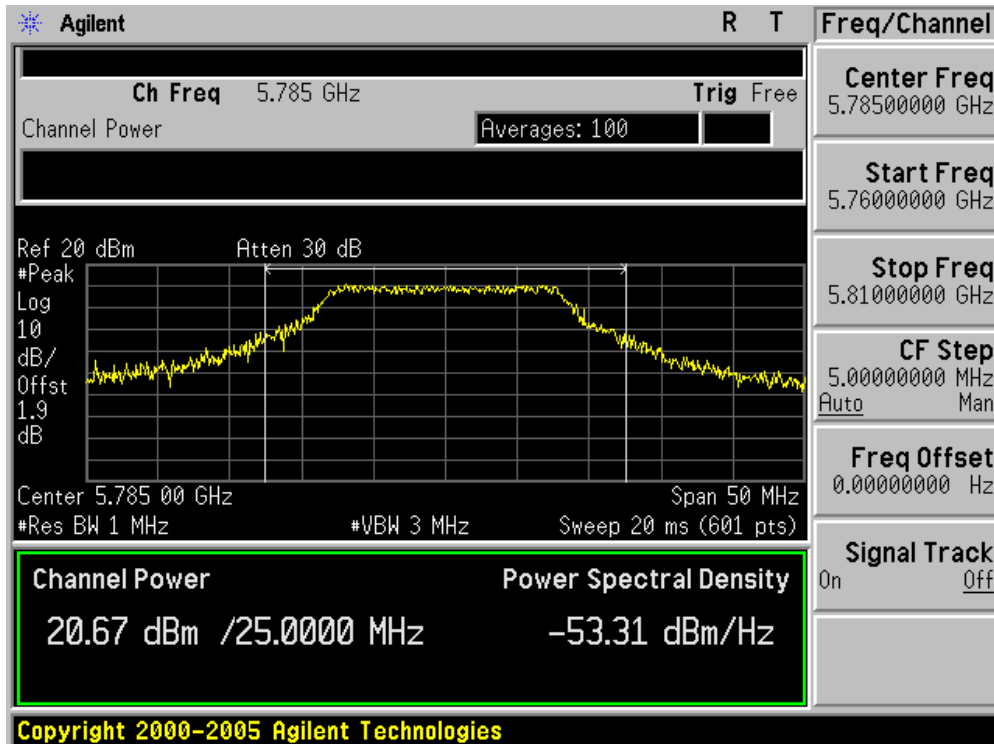 Agilent R T
Freq/Channel
Ch Freq 5.785 GHz Trig Free
Channel Power Averages: 100
Ref 20 dBm Atten 30 dB
#Peak
Log
10
dB/
Offst
1.9
dB
Center 5.785 00 GHz Span 50 MHz
#Res BW 1 MHz #VBW 3 MHz Sweep 20 ms (601 pts)
Channel Power Power Spectral Density
20.67 dBm /25.0000 MHz -53.31 dBm/Hz
Center Freq
5.78500000 GHz
Start Freq
5.76000000 GHz
Stop Freq
5.81000000 GHz
CF Step
5.00000000 MHz
Auto Man
Freq Offset
0.00000000 Hz
Signal Track
On Off
Copyright 2000-2005 Agilent Technologies